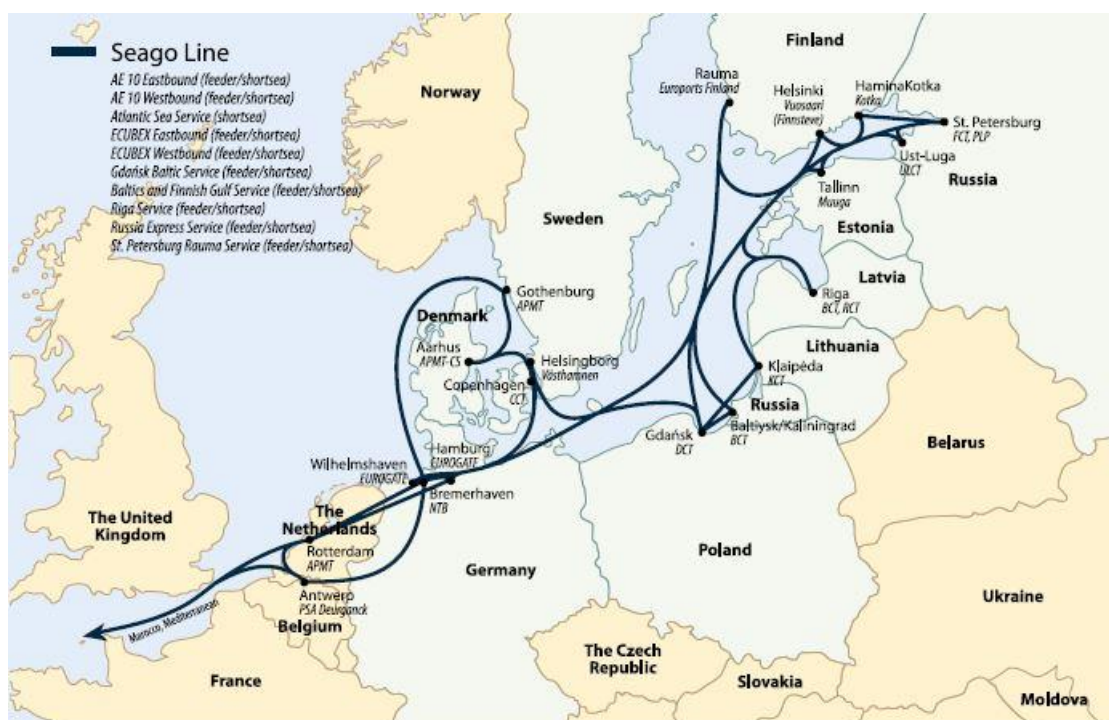 Seago Line
AE 10 Eastbound (feeder/shortsea)
AE 10 Westbound (feeder/shortsea)
Atlantic Sea Service (shortsea)
ECUBEX Eastbound (feeder/shortsea)
ECUBEX Westbound (feeder/shortsea)
Gdańsk Baltic Service (feeder/shortsea)
Baltics and Finnish Gulf Service (feeder/shortsea)
Riga Service (feeder/shortsea)
Russia Express Service (feeder/shortsea)
St. Petersburg Rauma Service (feeder/shortsea)
Norway
Finland
Rauma
Euroports Finland
Helsinki
Vuosaari
(Finnsteve)
HaminaKotka
Kotka
St. Petersburg
FCT, PLP
Ust-Luga
ULCT
Russia
Tallinn
Muuga
Estonia
Sweden
Latvia
Riga
BCT, RCT
Lithuania
Gothenburg
APMT
Denmark
Aarhus
APMT-CS
Helsingborg
Västhamnen
Copenhagen
CCT
Klaipėda
KCT
Russia
Baltiysk/Kaliningrad
BCT
Gdańsk
DCT
Belarus
Wilhelmshaven
EUROGATE
Hamburg
EUROGATE
Bremerhaven
NTB
The United
Kingdom
The
Netherlands
Rotterdam
APMT
Antwerp
PSA Deurganck
Belgium
Germany
Poland
Ukraine
Morocco, Mediterranean
France
The Czech
Republic
Slovakia
Moldova